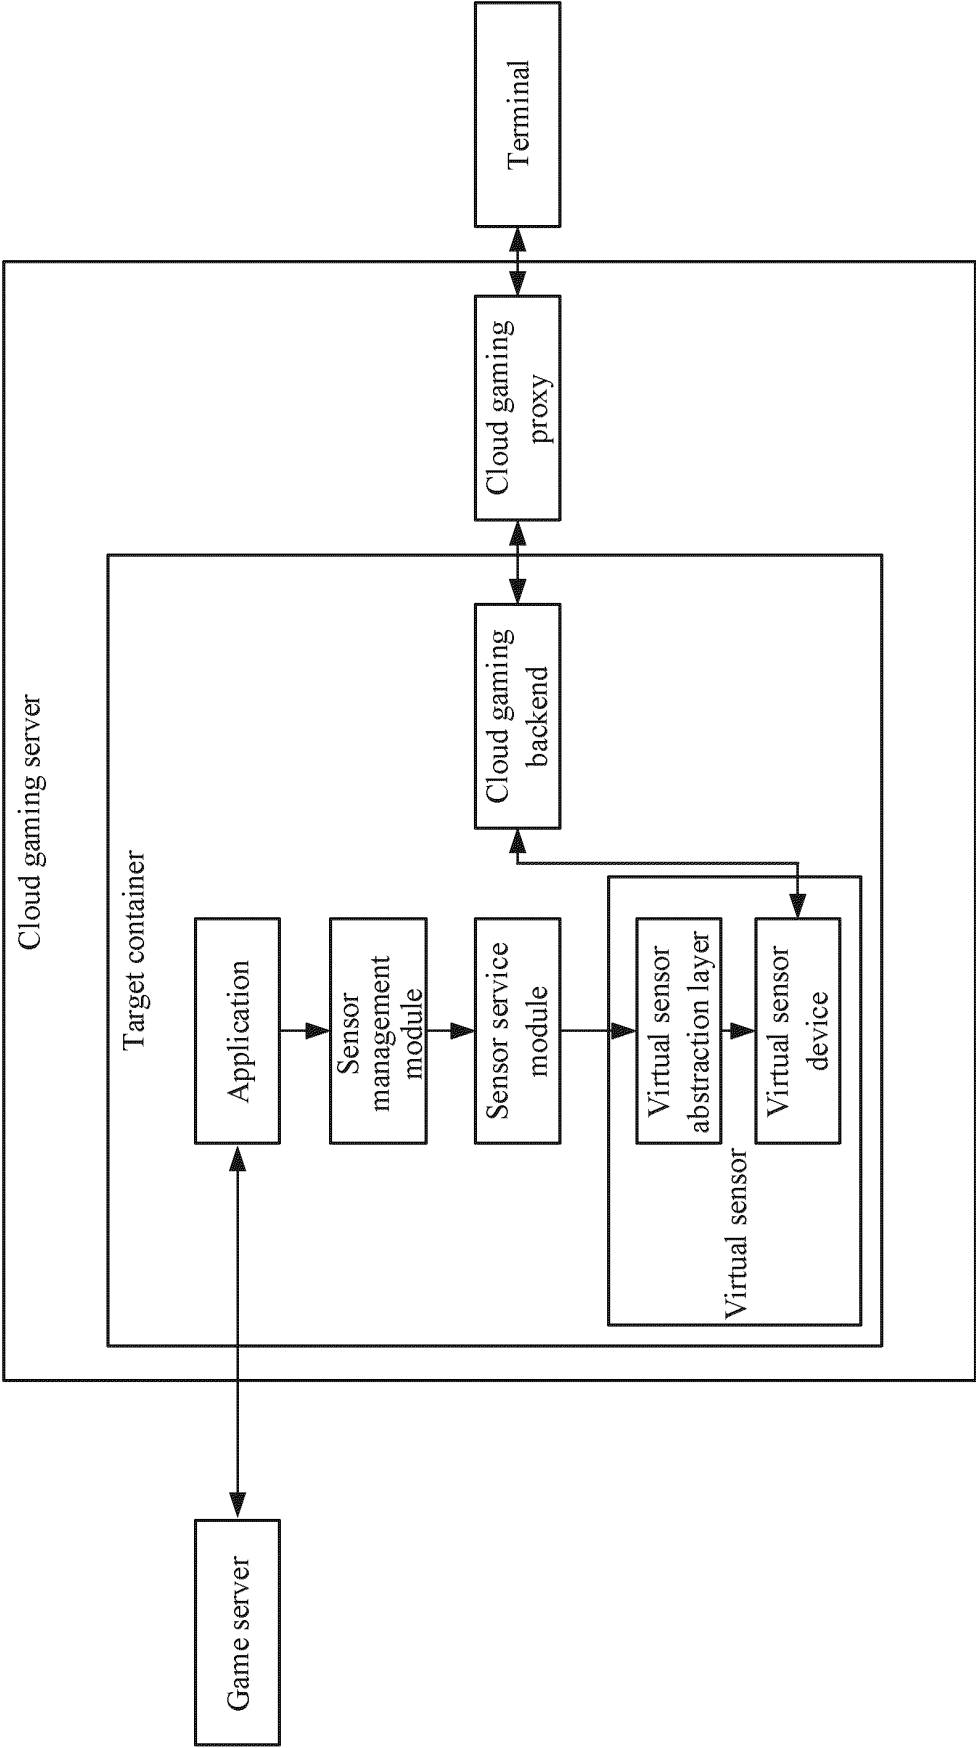 Cloud gaming server
Target container
Game server
Application
Sensor
management
module
Sensor service
module
Virtual sensor
Virtual sensor
abstraction layer
Virtual sensor
device
Cloud gaming
backend
Cloud gaming
proxy
Terminal